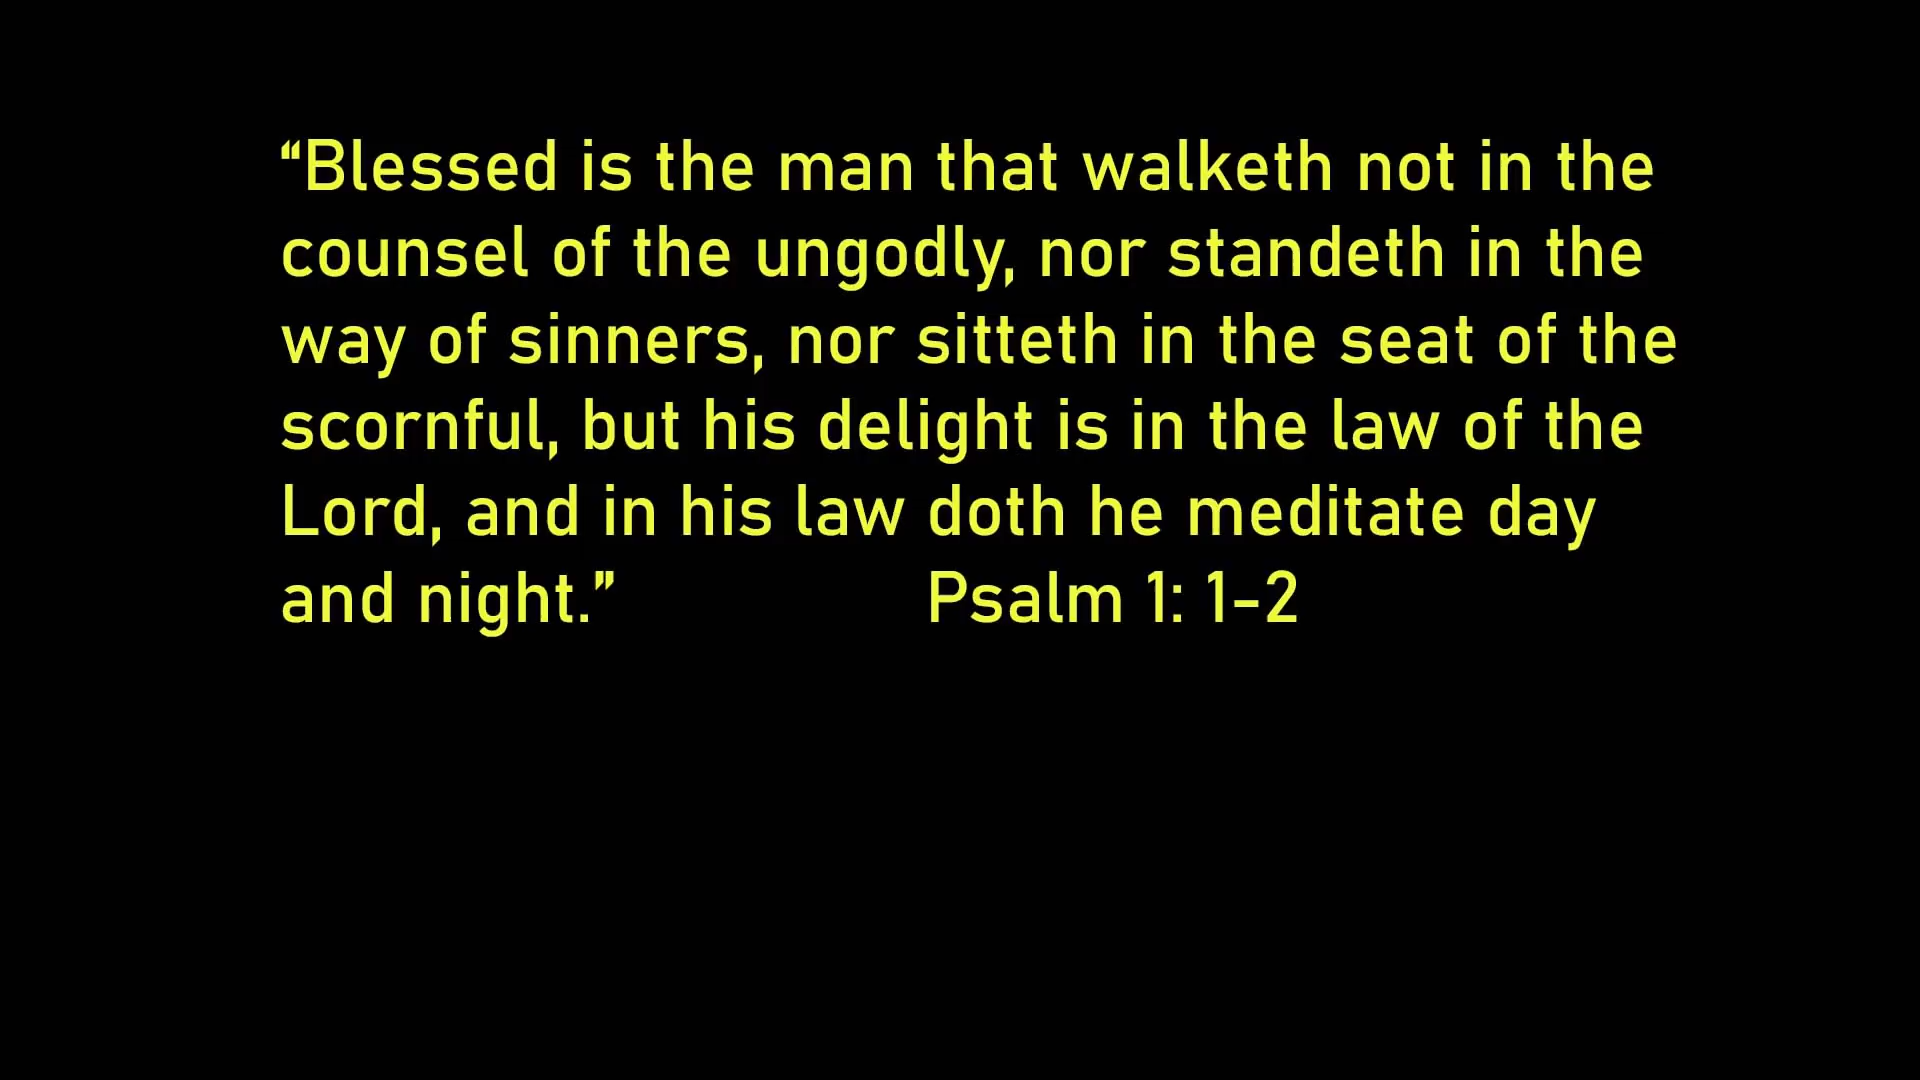 “Blessed is the man that walketh not in the
counsel of the ungodly, nor standeth in the
way of sinners, nor sitteth in the seat of the
scornful, but his delight is in the law of the
Lord, and in his law doth he meditate day
and night.” Psalm 1: 1-2